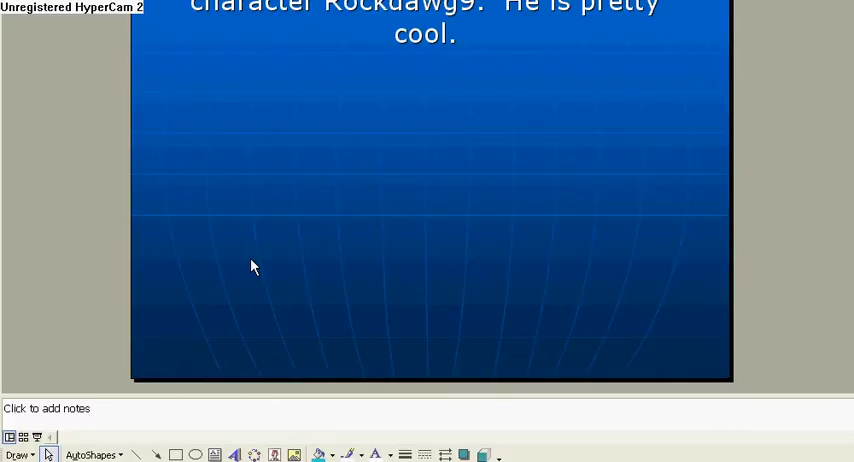 Unregistered HyperCam 2
character Rockdawg9. He is pretty
cool.
Click to add notes
Draw AutoShapes